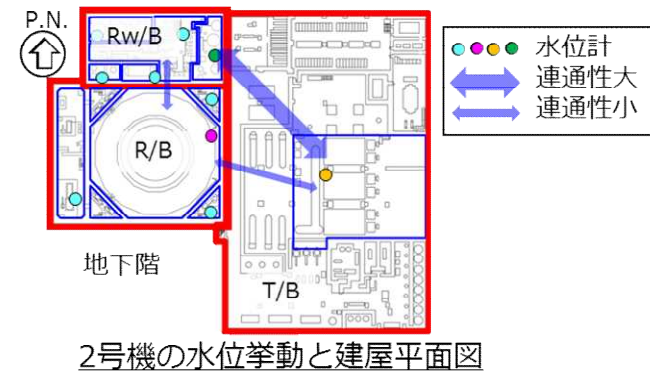 P.N.
Rw/B
R/B
T/B
地下階
水位計
連通性大
連通性小
2号機の水位挙動と建屋平面図